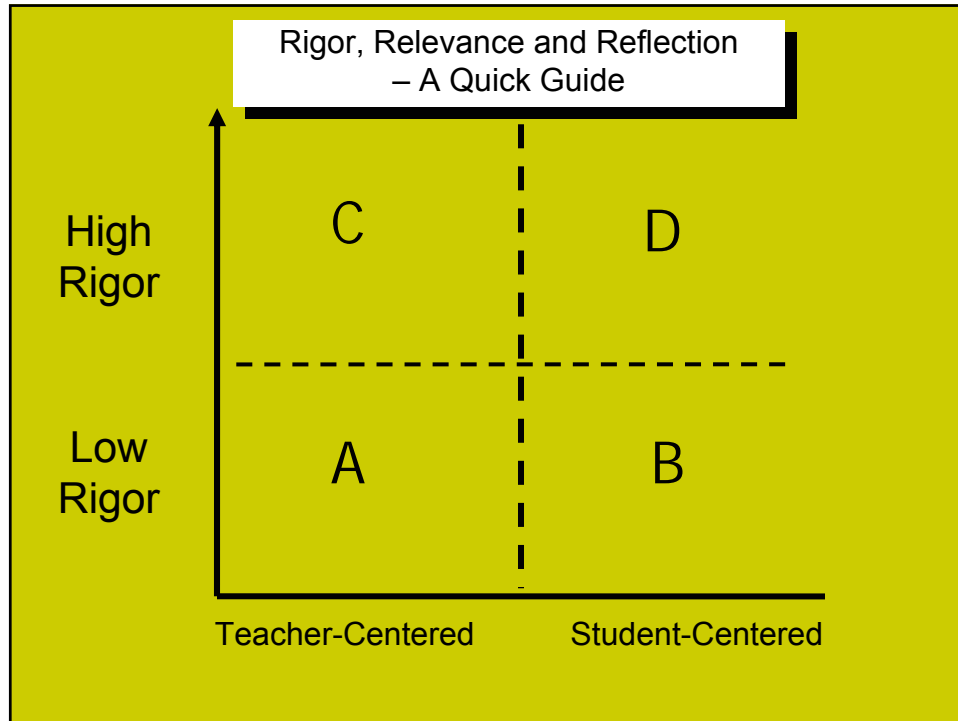 Rigor, Relevance and Reflection
– A Quick Guide
High
Rigor
C
D
Low
Rigor
A
B
Teacher-Centered
Student-Centered